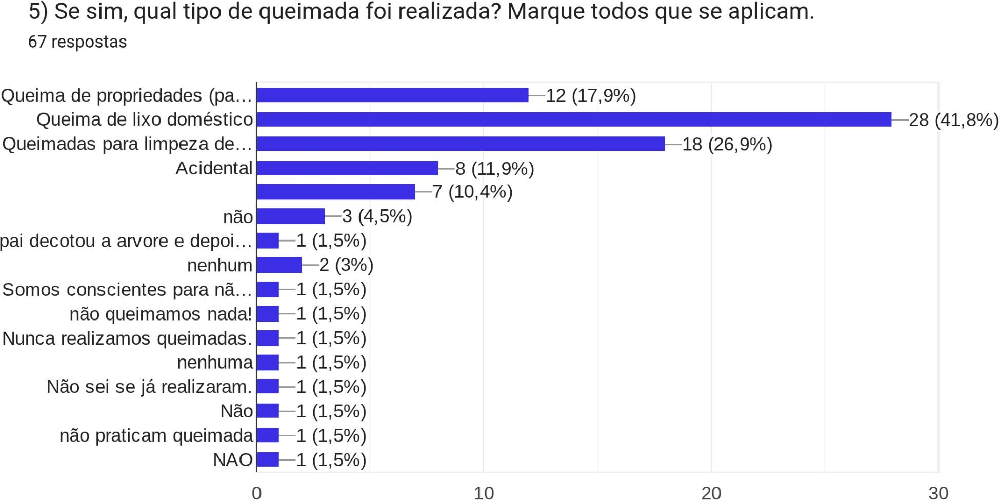 5) Se sim, qual tipo de queimada foi realizada? Marque todos que se aplicam.
67 respostas
Queima de propriedades (pa… 12 (17,9%)
Queima de lixo doméstico 28 (41,8%)
Queimadas para limpeza de… 18 (26,9%)
Acidental 8 (11,9%)
7 (10,4%)
não 3 (4,5%)
pai decotou a arvore e depoi… 1 (1,5%)
nenhum 2 (3%)
Somos conscientes para nã… 1 (1,5%)
não queimamos nada! 1 (1,5%)
Nunca realizamos queimadas. 1 (1,5%)
nenhuma 1 (1,5%)
Não sei se já realizaram. 1 (1,5%)
Não 1 (1,5%)
não praticam queimada 1 (1,5%)
NAO 1 (1,5%)
0 10 20 30